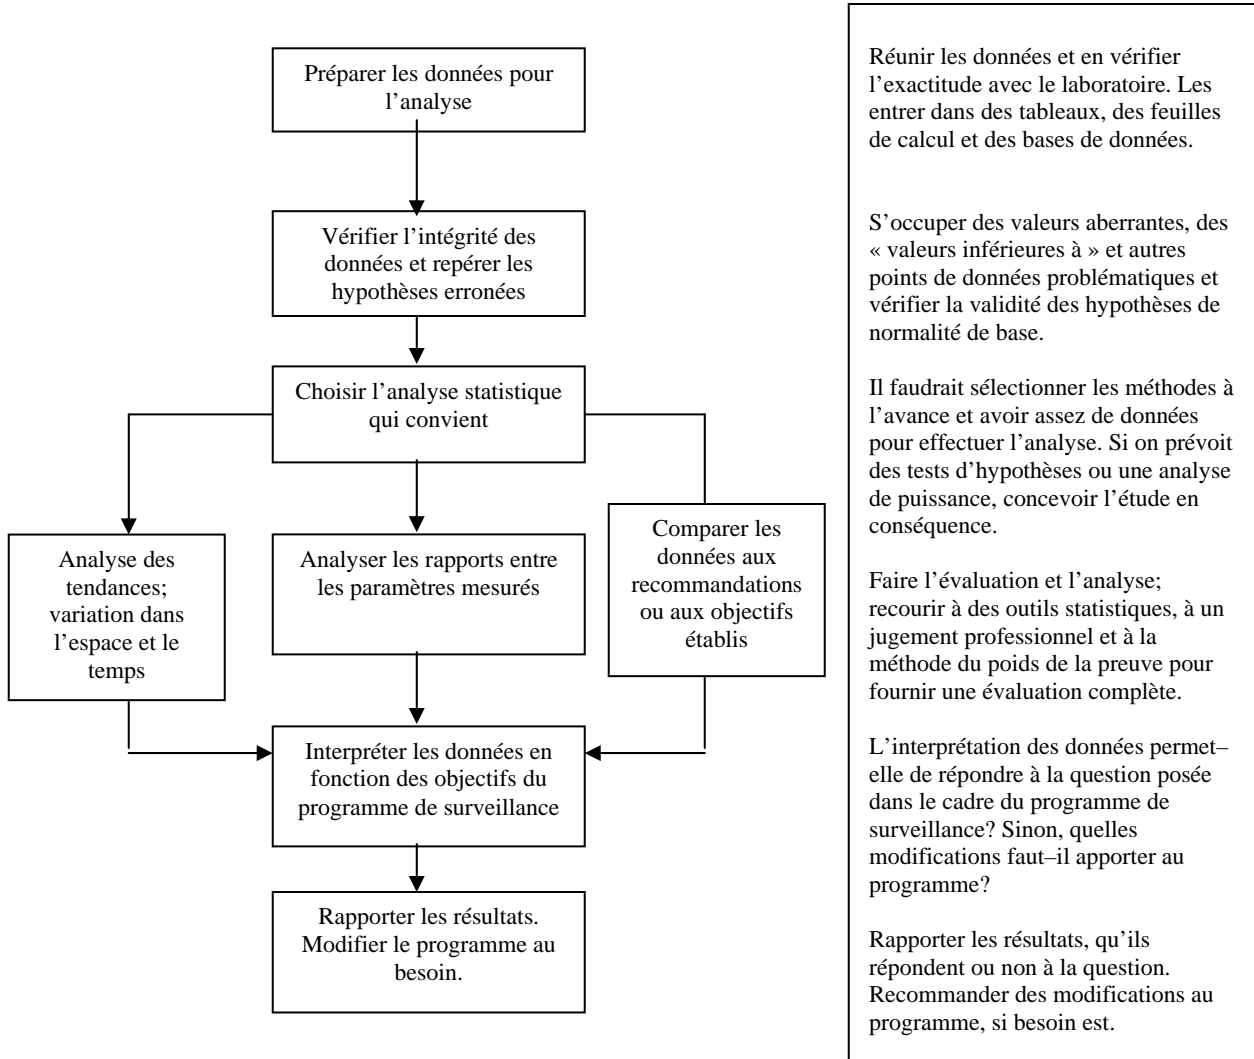 Préparer les données pour
l’analyse
Vérifier l’intégrité des
données et repérer les
hypothèses erronées
Choisir l’analyse statistique
qui convient
Analyse des
tendances;
variation dans
l’espace et le
temps
Analyser les rapports entre
les paramètres mesurés
Comparer les
données aux
recommandations
ou aux objectifs
établis
Interpréter les données en
fonction des objectifs du
programme de surveillance
Rapporter les résultats.
Modifier le programme au
besoin.
Réunir les données et en vérifier
l’exactitude avec le laboratoire. Les
entrer dans des tableaux, des feuilles
de calcul et des bases de données.
S’occuper des valeurs aberrantes, des
« valeurs inférieures à » et autres
points de données problématiques et
vérifier la validité des hypothèses de
normalité de base.
Il faudrait sélectionner les méthodes à
l’avance et avoir assez de données
pour effectuer l’analyse. Si on prévoit
des tests d’hypothèses ou une analyse
de puissance, concevoir l’étude en
conséquence.
Faire l’évaluation et l’analyse;
recourir à des outils statistiques, à un
jugement professionnel et à la
méthode du poids de la preuve pour
fournir une évaluation complète.
L’interprétation des données permet–
elle de répondre à la question posée
dans le cadre du programme de
surveillance? Sinon, quelles
modifications faut–il apporter au
programme?
Rapporter les résultats, qu’ils
répondent ou non à la question.
Recommander des modifications au
programme, si besoin est.